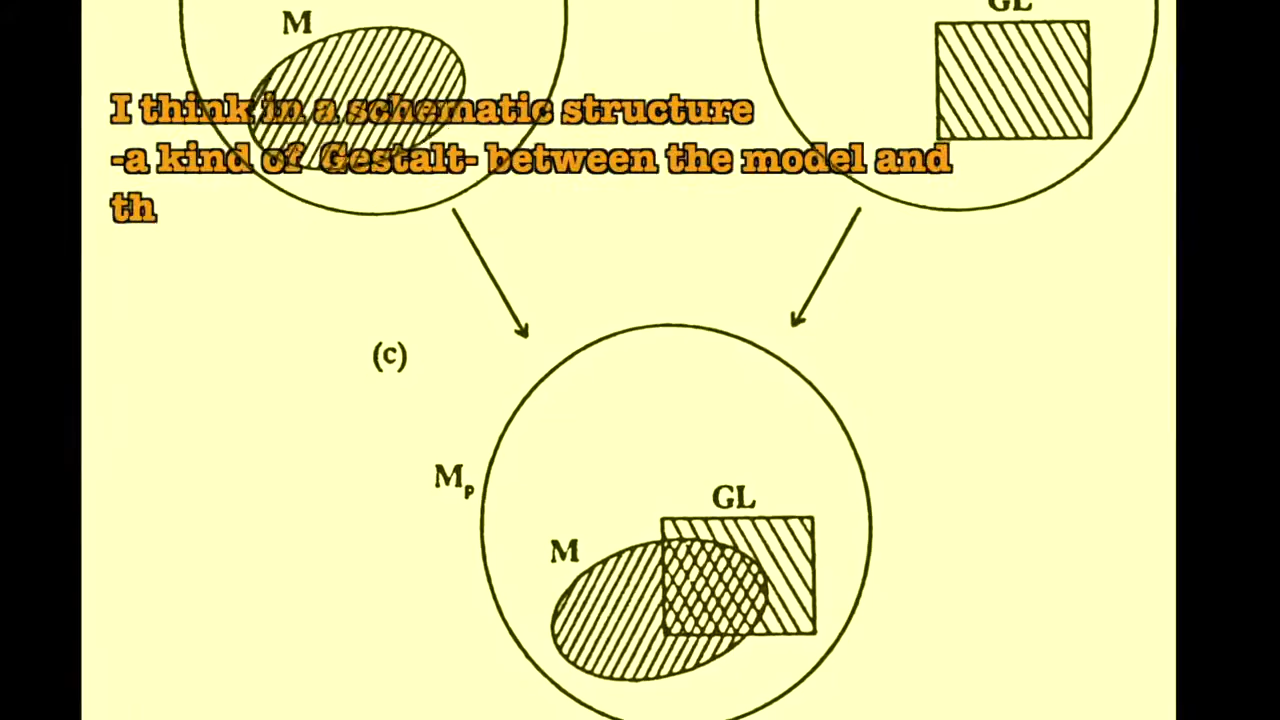 GL
M
I think in a schematic structure
-a kind of Gestalt- between the model and
th
(c)
Mp
GL
M